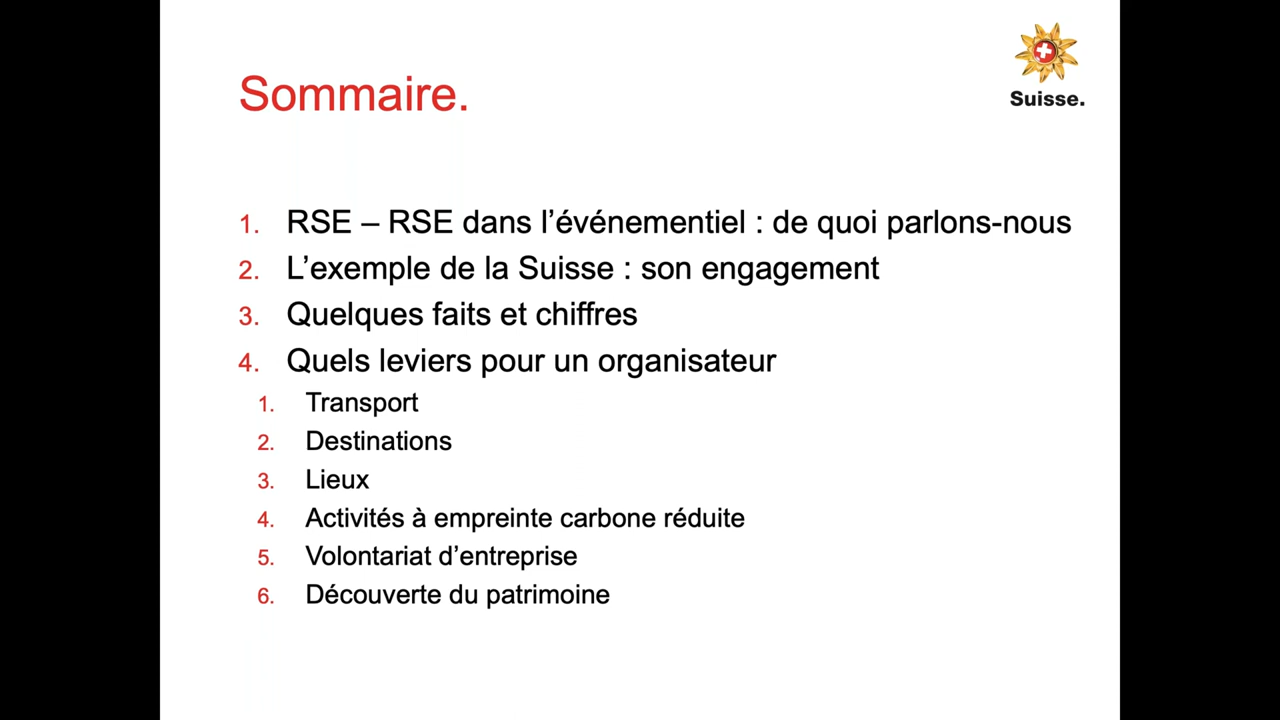 Sommaire.
Suisse.
1. RSE – RSE dans l’événementiel : de quoi parlons-nous
2. L’exemple de la Suisse : son engagement
3. Quelques faits et chiffres
4. Quels leviers pour un organisateur
1. Transport
2. Destinations
3. Lieux
4. Activités à empreinte carbone réduite
5. Volontariat d’entreprise
6. Découverte du patrimoine